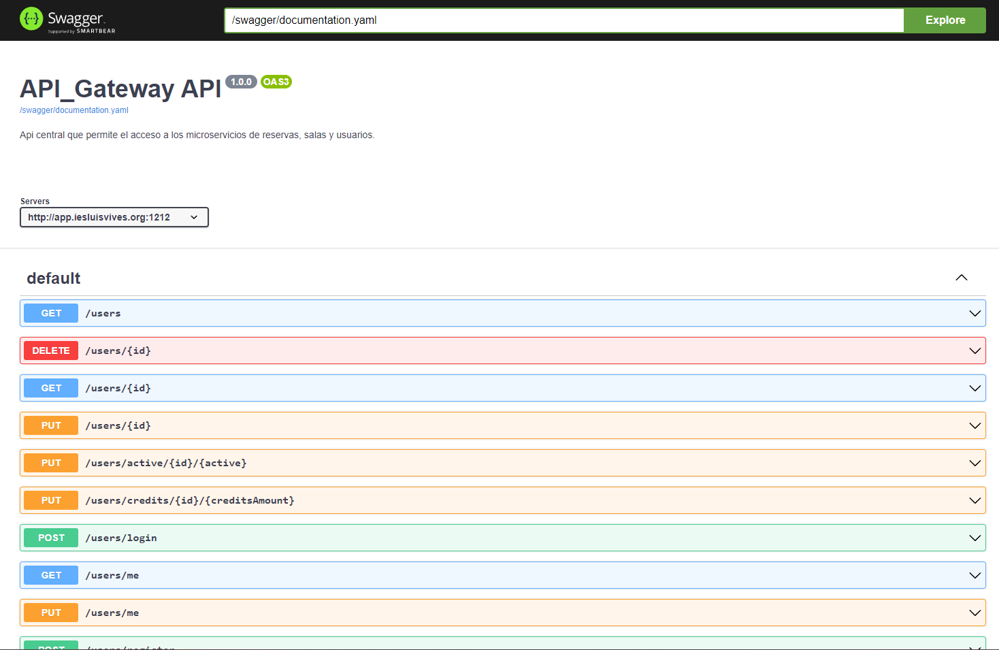 Swagger.
Supported by SMARTBEAR
/swagger/documentation.yaml
Explore
API_Gateway API 1.0.0 OAS3
/swagger/documentation.yaml
Api central que permite el acceso a los microservicios de reservas, salas y usuarios.
Servers
http://app.iesluisvives.org:1212
default
GET /users
DELETE /users/{id}
GET /users/{id}
PUT /users/{id}
PUT /users/active/{id}/{active}
PUT /users/credits/{id}/{creditsAmount}
POST /users/login
GET /users/me
PUT /users/me
POST /users/register